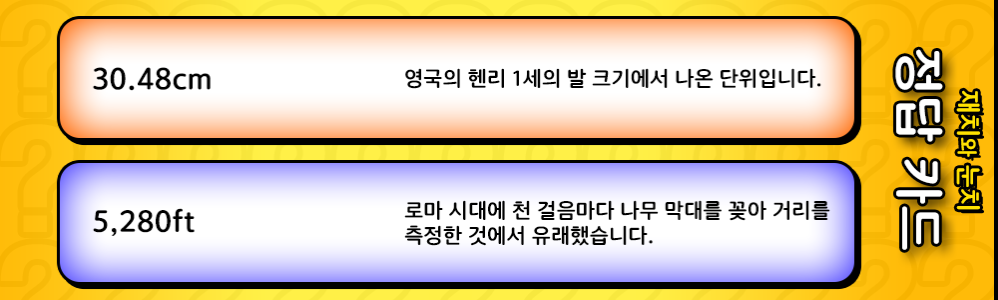 30.48cm
영국의 헨리 1세의 발 크기에서 나온 단위입니다.
5,280ft
로마 시대에 천 걸음마다 나무 막대를 꽂아 거리를
측정한 것에서 유래했습니다.
재치와 눈치
정답 카드